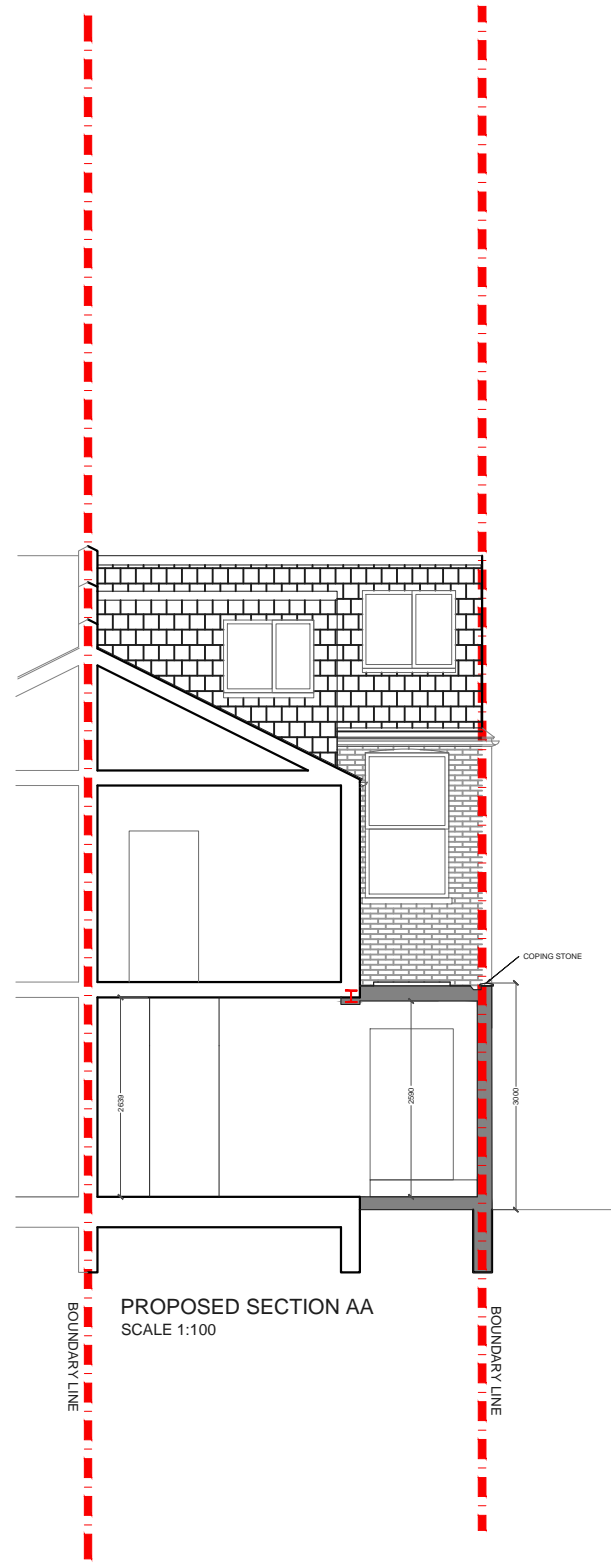 COPING STONE
2639
2590
3000
PROPOSED SECTION AA
SCALE 1:100
BOUNDARY LINE
BOUNDARY LINE